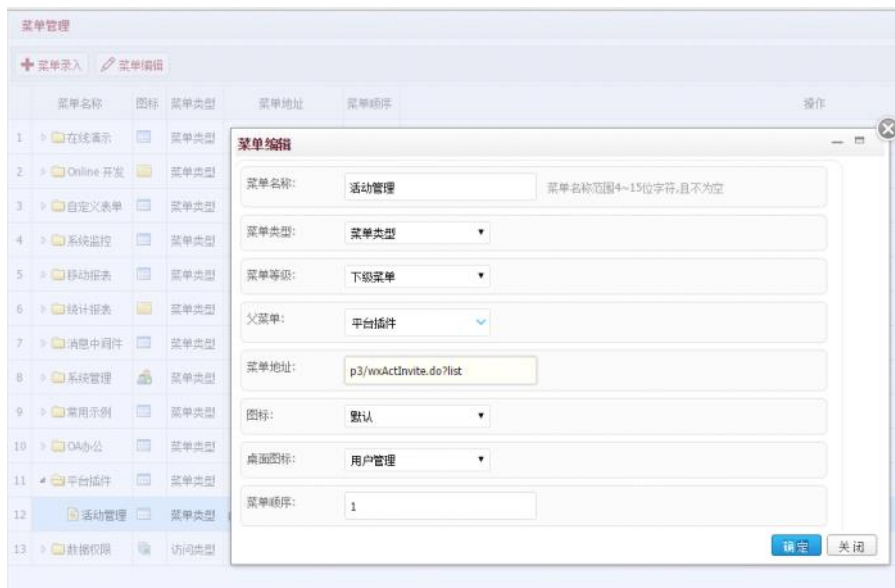 菜单管理
菜单录入 菜单编辑
菜单名称 图标 菜单类型 菜单地址 菜单顺序 操作
1 在线演示 菜单类型
2 Online 开发 菜单类型
3 自定义表单 菜单类型
4 系统监控 菜单类型
5 移动报表 菜单类型
6 统计报表 菜单类型
7 消息中间件 菜单类型
8 系统管理 菜单类型
9 常用示例 菜单类型
10 OA办公 菜单类型
11 平台插件 菜单类型
12 活动管理 菜单类型
13 数据权限 访问类型
菜单编辑
菜单名称: 活动管理 菜单名称范围4~15位字符,且不为空
菜单类型: 菜单类型
菜单等级: 下级菜单
父菜单: 平台插件
菜单地址: p3/wxActInvite.do?list
图标: 默认
桌面图标: 用户管理
菜单顺序: 1
确定 关闭